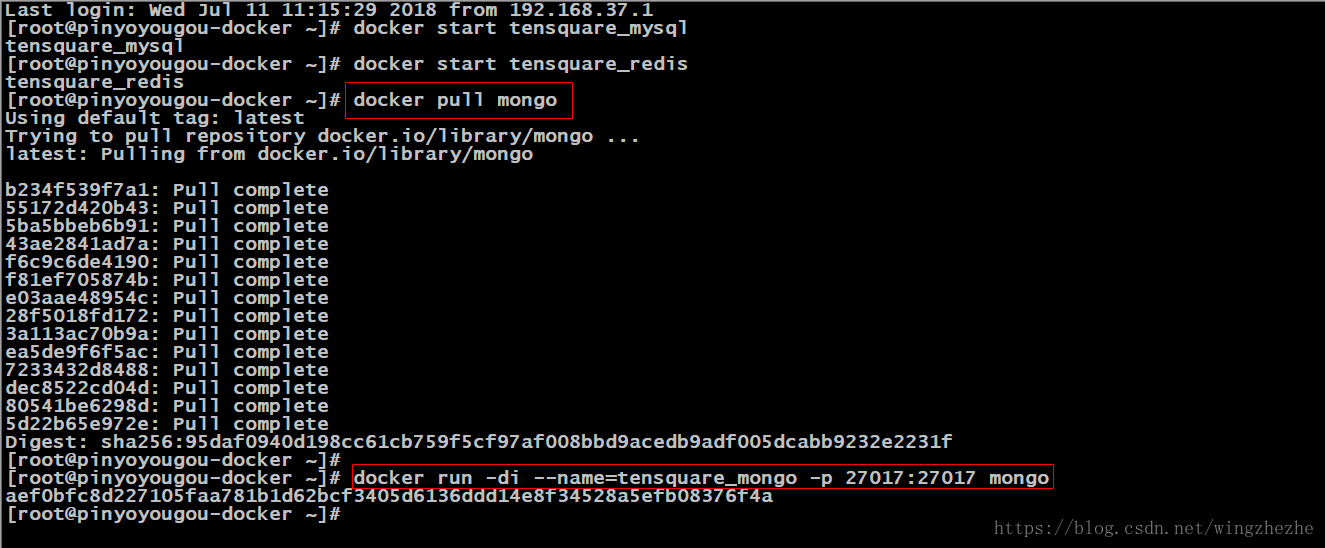 Last login: Wed Jul 11 11:15:29 2018 from 192.168.37.1
[root@pinyoyougou-docker ~]# docker start tensquare_mysql
tensquare_mysql
[root@pinyoyougou-docker ~]# docker start tensquare_redis
tensquare_redis
[root@pinyoyougou-docker ~]# docker pull mongo
Using default tag: latest
Trying to pull repository docker.io/library/mongo ...
latest: Pulling from docker.io/library/mongo
b234f539f7a1: Pull complete
55172d420b43: Pull complete
5ba5bbeb6b91: Pull complete
43ae2841ad7a: Pull complete
f6c9c6de4190: Pull complete
f81ef705874b: Pull complete
e03aae48954c: Pull complete
28f5018fd172: Pull complete
3a113ac70b9a: Pull complete
ea5de9f6f5ac: Pull complete
7233432d8488: Pull complete
dec8522cd04d: Pull complete
80541be6298d: Pull complete
5d22b65e972e: Pull complete
Digest: sha256:95daf0940d198cc61cb759f5cf97af008bbd9acedb9adf005dcabb9232e2231f
[root@pinyoyougou-docker ~]#
[root@pinyoyougou-docker ~]# docker run -di --name=tensquare_mongo -p 27017:27017 mongo
aef0bfc8d227105faa781b1d62bcf3405d6136ddd14e8f34528a5efb08376f4a
[root@pinyoyougou-docker ~]#
https://blog.csdn.net/wingzhezhe